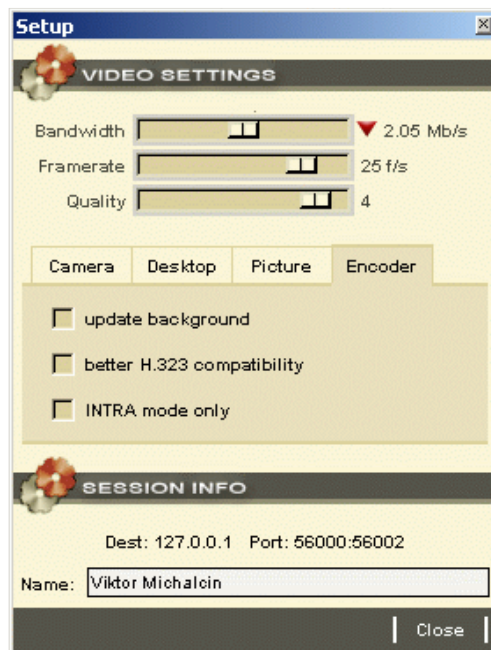 Setup
VIDEO SETTINGS
Bandwidth 2.05 Mb/s
Framerate 25 f/s
Quality 4
Camera Desktop Picture Encoder
update background
better H.323 compatibility
INTRA mode only
SESSION INFO
Dest: 127.0.0.1 Port: 56000:56002
Name: Viktor Michalcin
Close